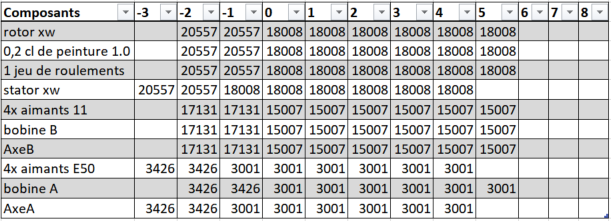 Composants -3 -2 -1 0 1 2 3 4 5 6 7 8
rotor xw 20557 20557 18008 18008 18008 18008 18008 18008
0,2 cl de peinture 1.0 20557 20557 18008 18008 18008 18008 18008 18008
1 jeu de roulements 20557 20557 18008 18008 18008 18008 18008 18008
stator xw 20557 20557 18008 18008 18008 18008 18008 18008
4x aimants 11 17131 17131 15007 15007 15007 15007 15007 15007
bobine B 17131 17131 15007 15007 15007 15007 15007 15007
AxeB 17131 17131 15007 15007 15007 15007 15007 15007
4x aimants E50 3426 3426 3001 3001 3001 3001 3001 3001
bobine A 3426 3426 3001 3001 3001 3001 3001 3001
AxeA 3426 3426 3001 3001 3001 3001 3001 3001